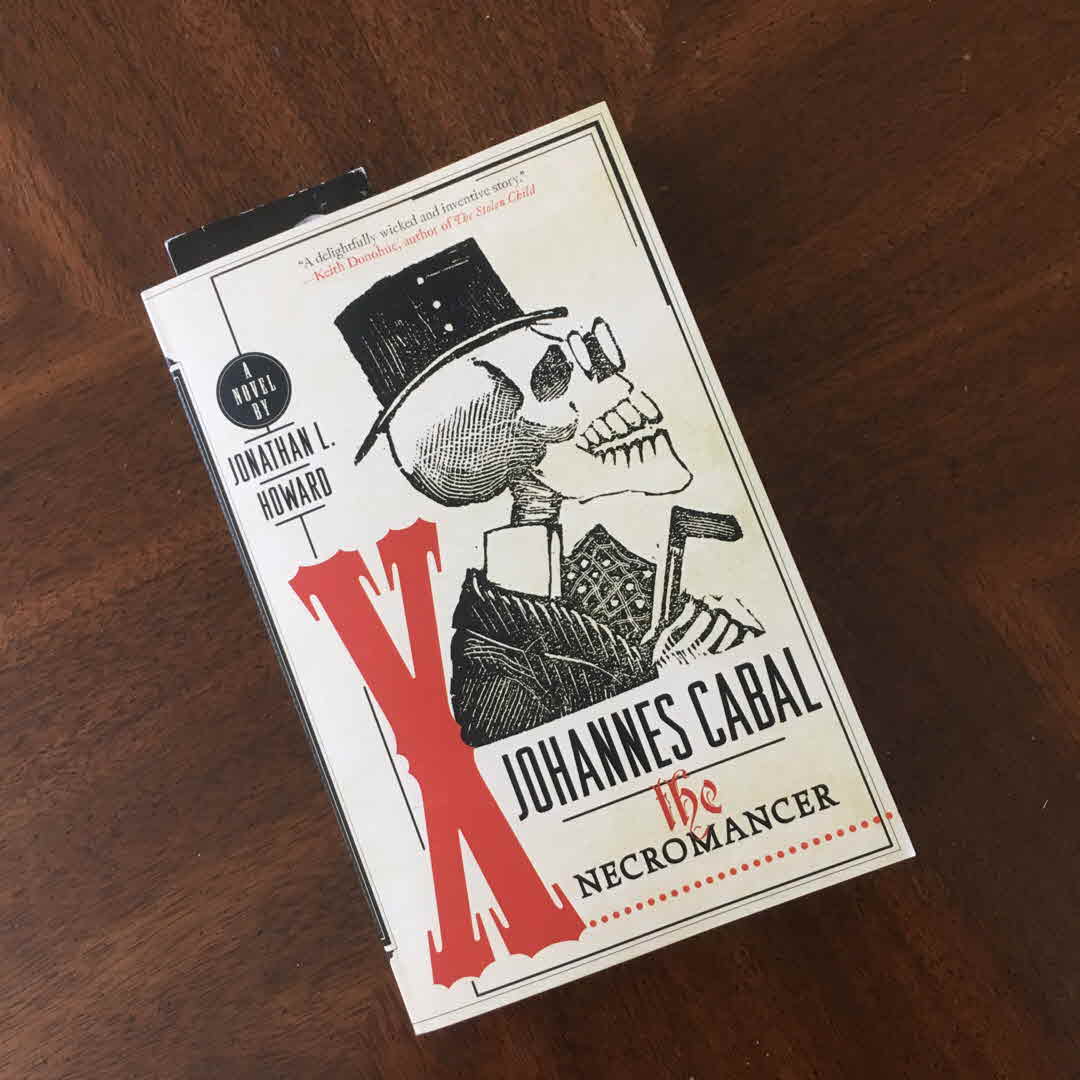 "A delightfully wicked and inventive story."
—Keith Donohue, author of The Stolen Child
A
NOVEL
BY
JONATHAN L.
HOWARD
X
JOHANNES CABAL
the
NECROMANCER